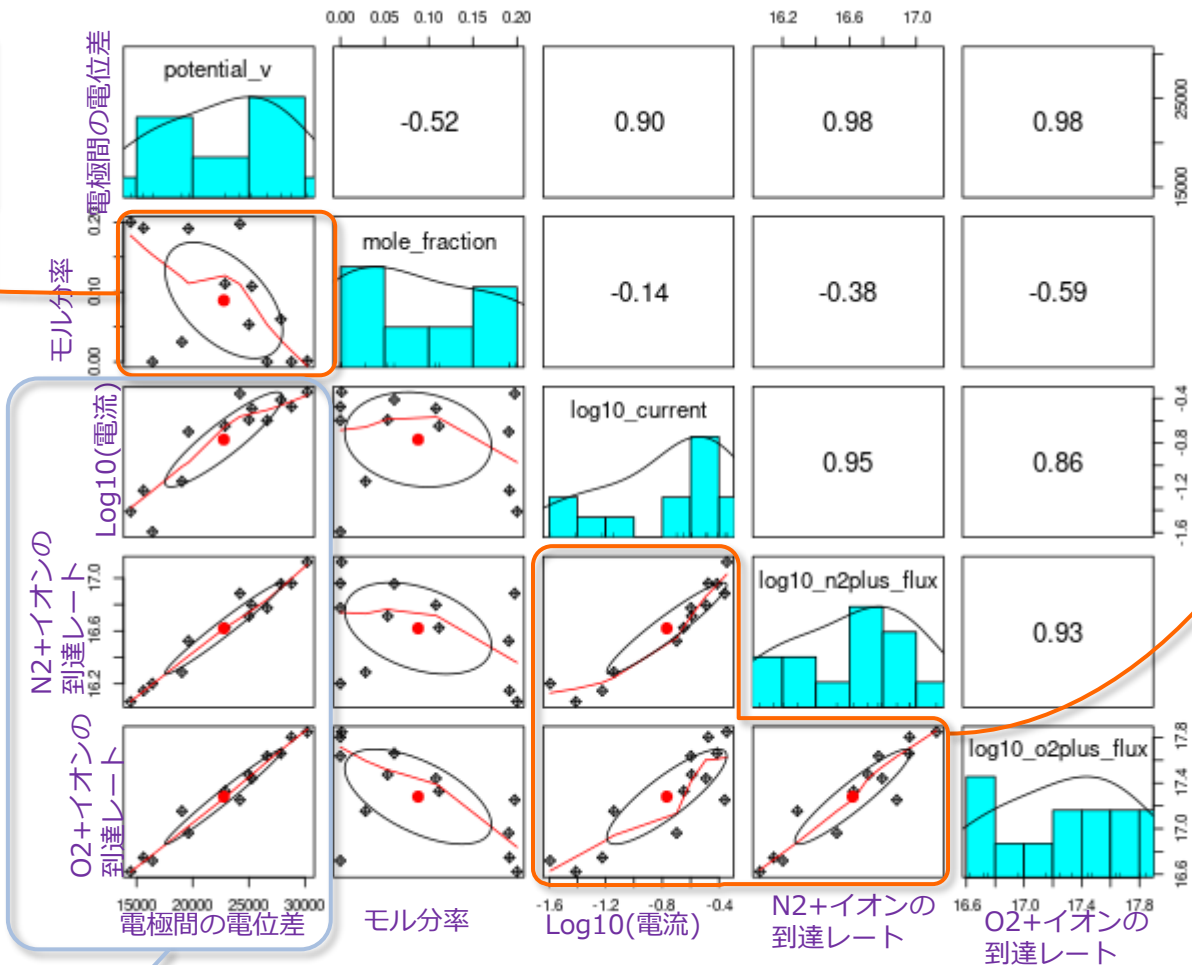 0.00 0.05 0.10 0.15 0.20
16.2 16.6 17.0
電極間の電位差
potential_v
-0.52
0.90
0.98
0.98
15000 25000
モル分率
0.00 0.10 0.20
mole_fraction
-0.14
-0.38
-0.59
Log10(電流)
log10_current
0.95
0.86
-1.6 -1.2 -0.8 -0.4
N2+イオンの
到達レート
16.2 16.6 17.0
log10_n2plus_flux
0.93
O2+イオンの
到達レート
log10_o2plus_flux
16.6 17.0 17.4 17.8
15000 20000 25000 30000
-1.6 -1.2 -0.8 -0.4
16.6 17.0 17.4 17.8
電極間の電位差
モル分率
Log10(電流)
N2+イオンの
到達レート
O2+イオンの
到達レート